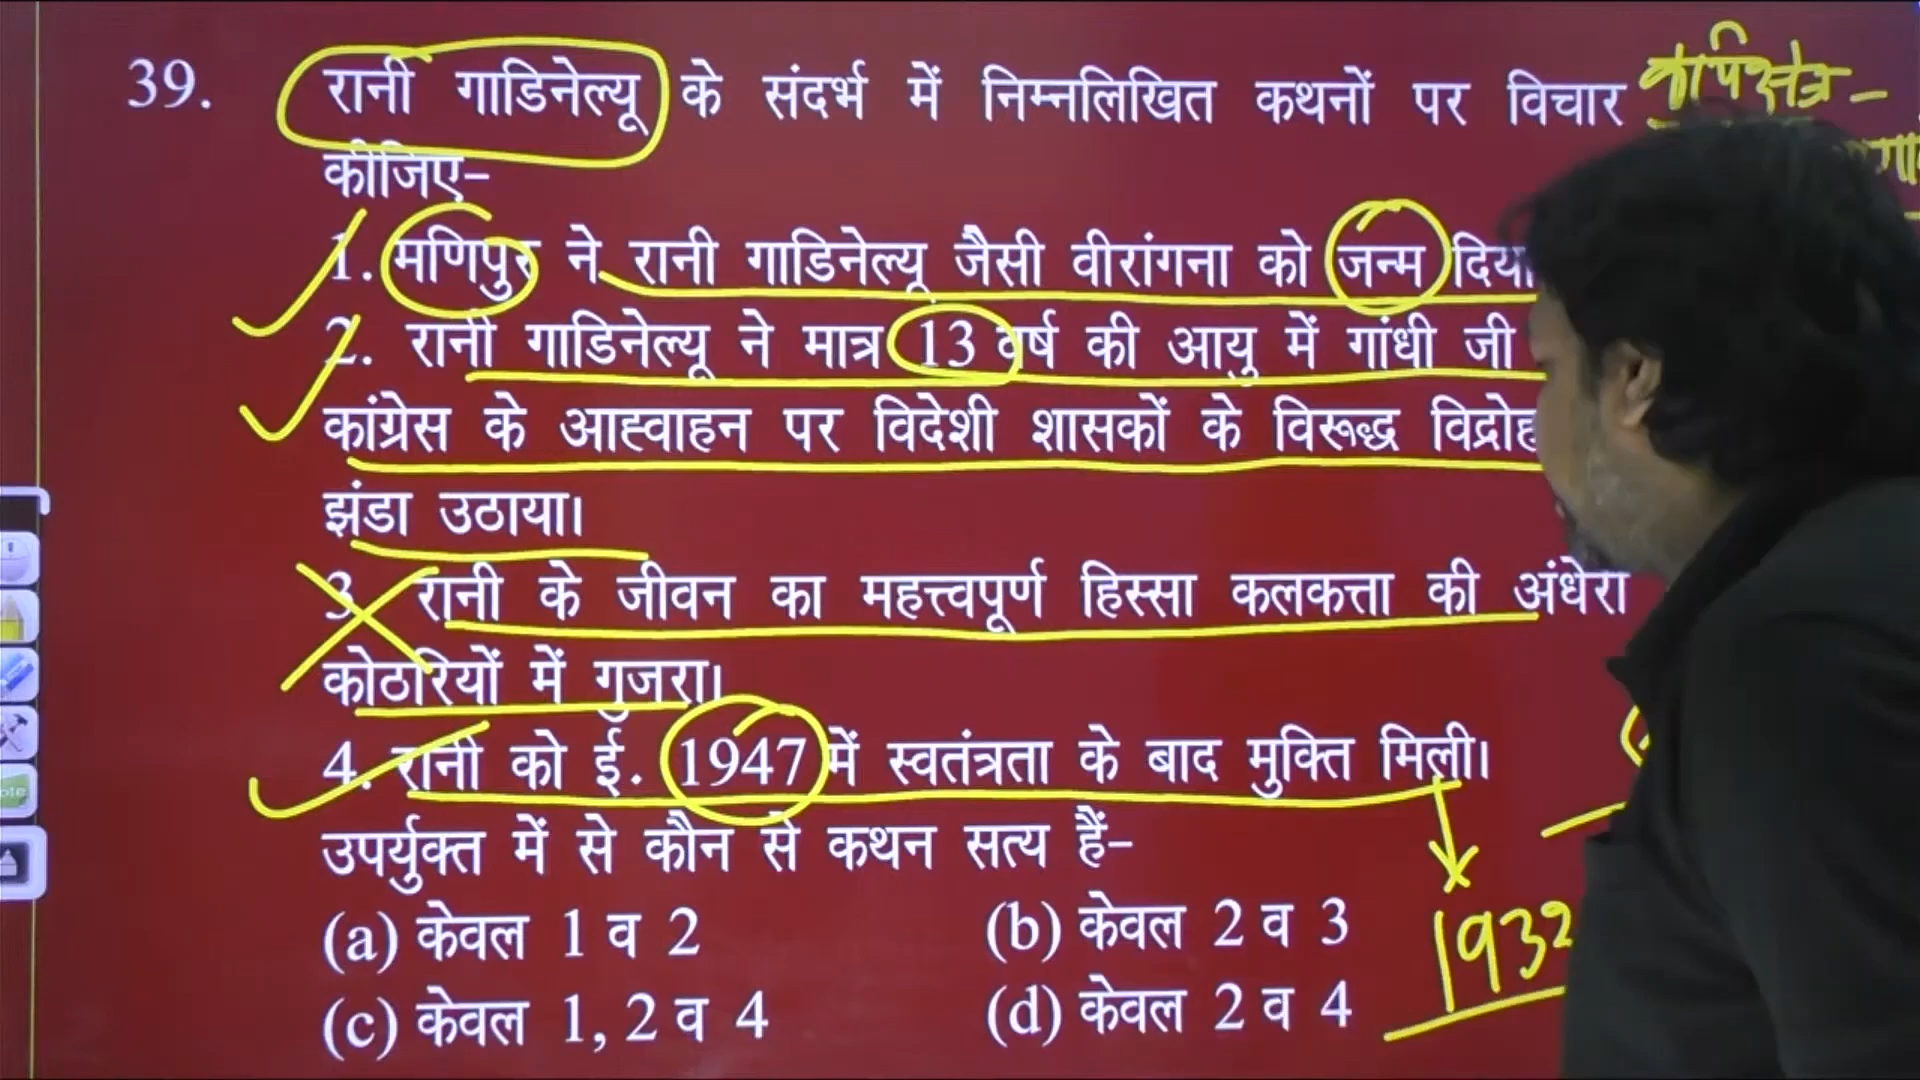 39. रानी गाडिनेल्यू के संदर्भ में निम्नलिखित कथनों पर विचार
कीजिए-
1. मणिपुर ने रानी गाडिनेल्यू जैसी वीरांगना को जन्म दिया
2. रानी गाडिनेल्यू ने मात्र 13 वर्ष की आयु में गांधी जी
कांग्रेस के आह्वाहन पर विदेशी शासकों के विरूद्ध विद्रोह
झंडा उठाया।
3 रानी के जीवन का महत्त्वपूर्ण हिस्सा कलकत्ता की अंधेरा
कोठरियों में गुजरा।
4. रानी को ई. 1947 में स्वतंत्रता के बाद मुक्ति मिली।
उपर्युक्त में से कौन से कथन सत्य हैं-
(a) केवल 1 व 2 (b) केवल 2 व 3
(c) केवल 1, 2 व 4 (d) केवल 2 व 4
1932